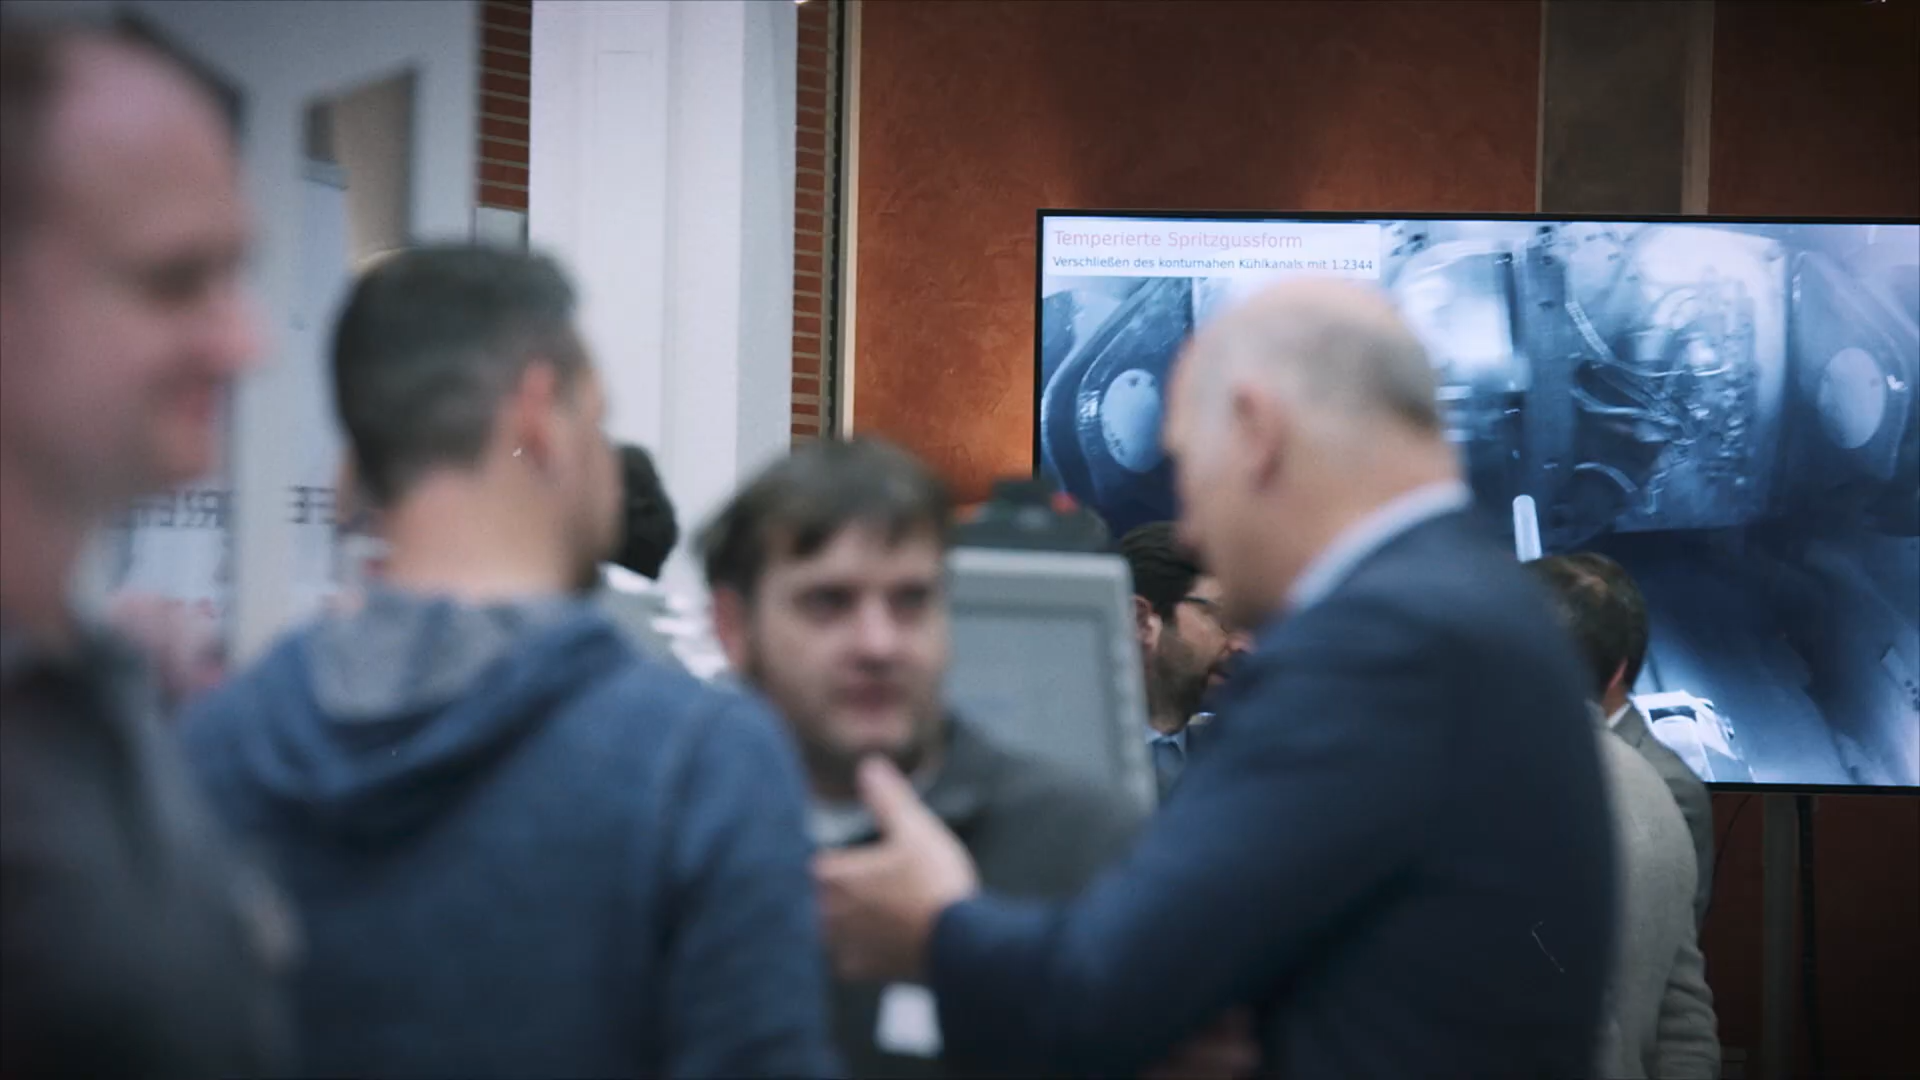 Temperierte Spritzgussform
Verschließen des konturnahen Kühlkanals mit 1.2344